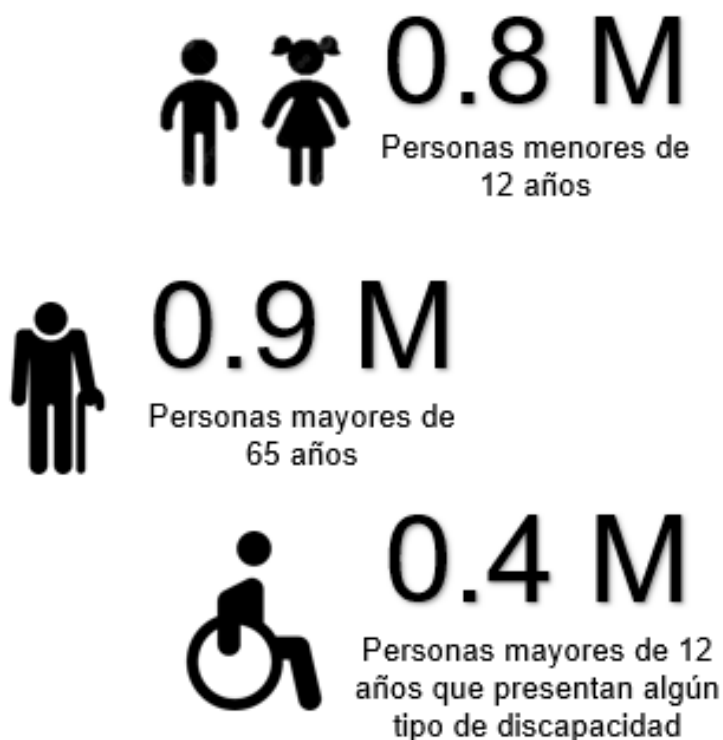 0.8 M
Personas menores de
12 años
0.9 M
Personas mayores de
65 años
0.4 M
Personas mayores de 12
años que presentan algún
tipo de discapacidad